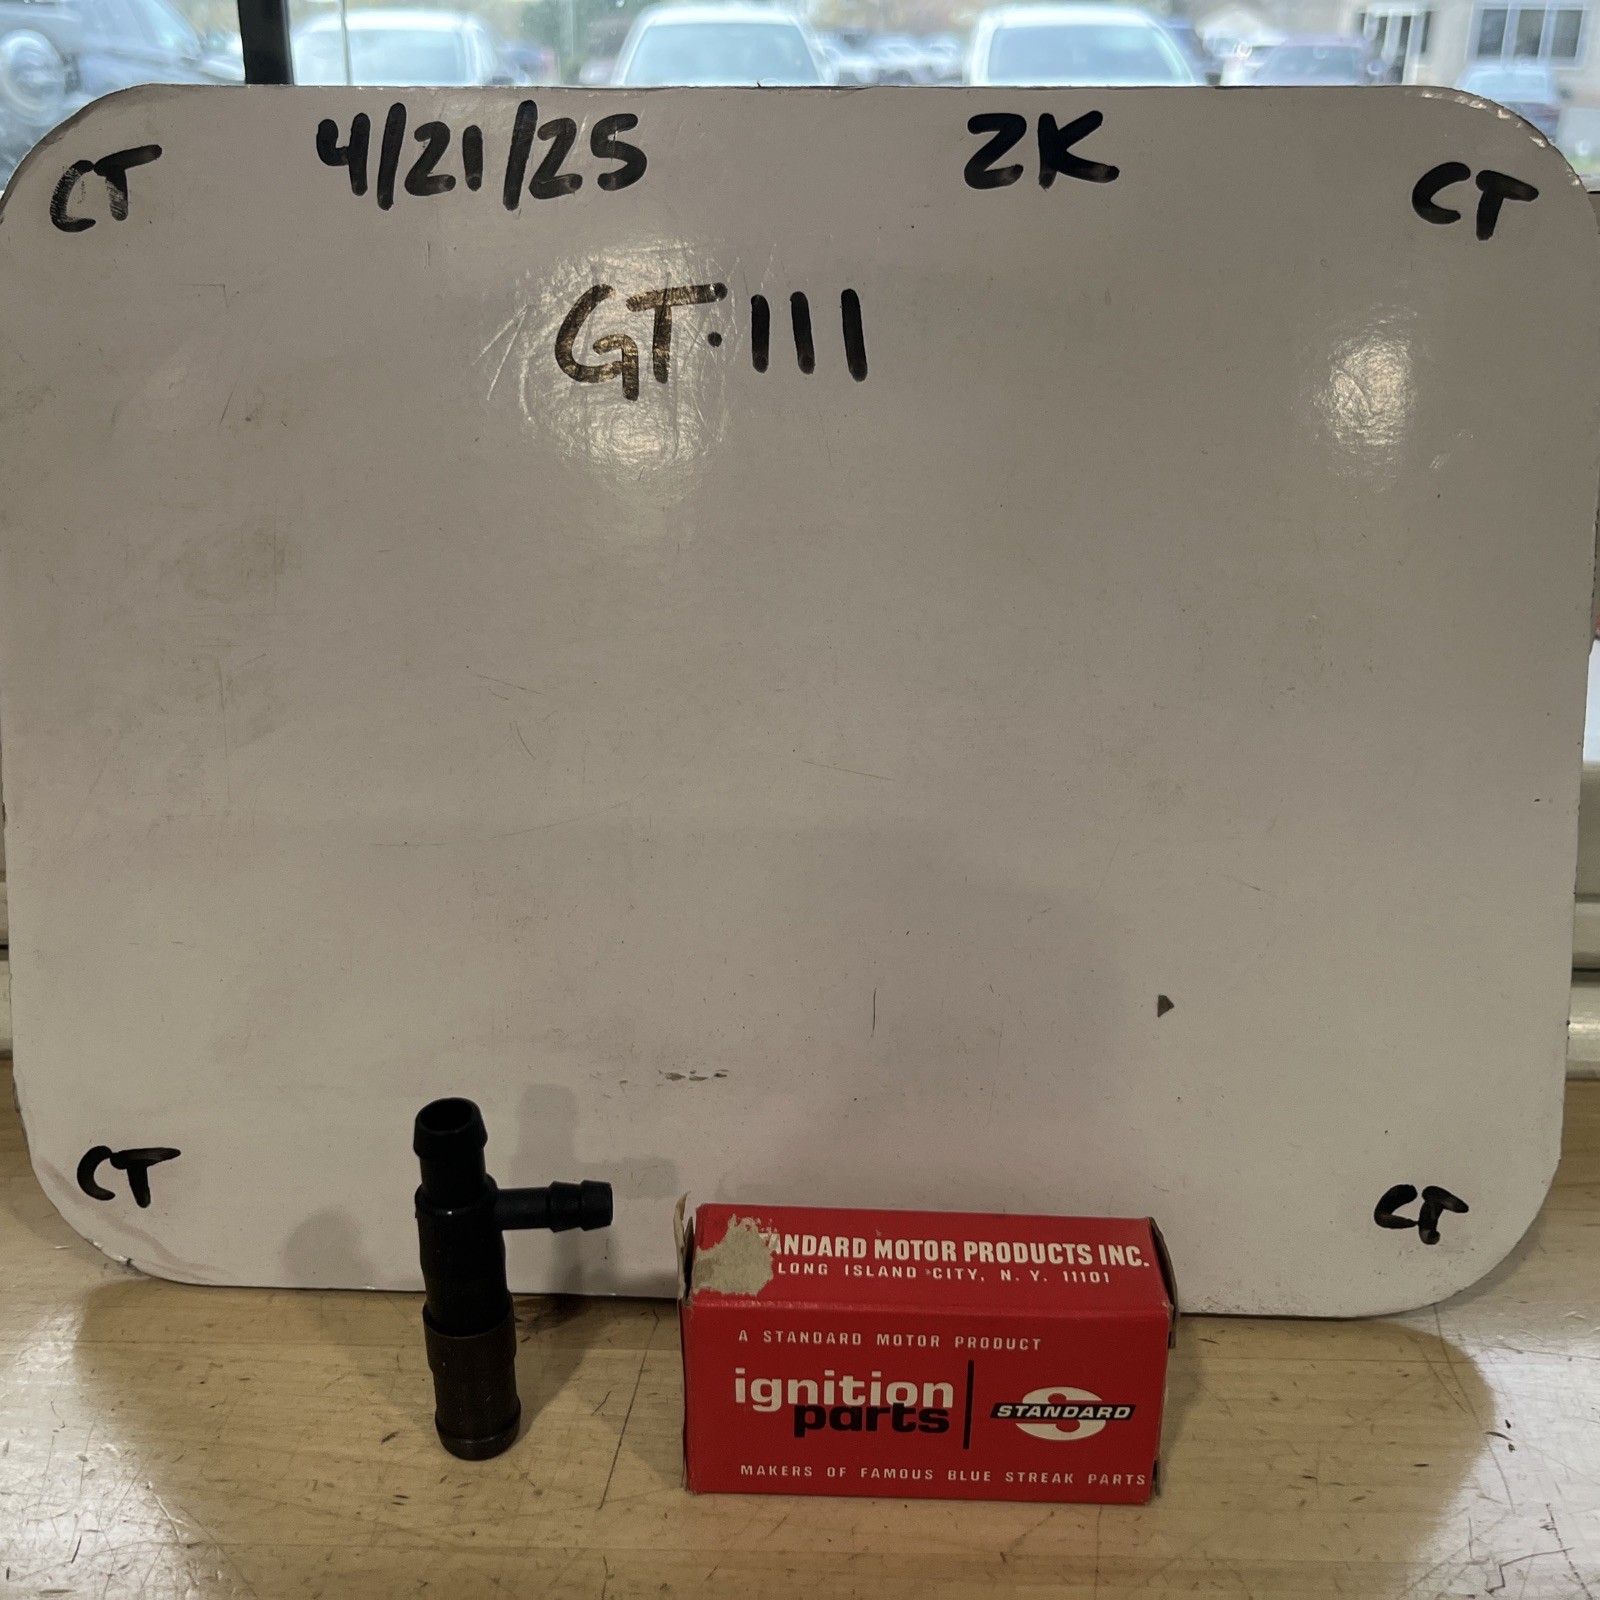 4/21/25 2K
CT CT
GT·111
CT CT
STANDARD MOTOR PRODUCTS INC.
LONG ISLAND CITY, N. Y. 11101
A STANDARD MOTOR PRODUCT
ignition
parts
STANDARD
MAKERS OF FAMOUS BLUE STREAK PARTS